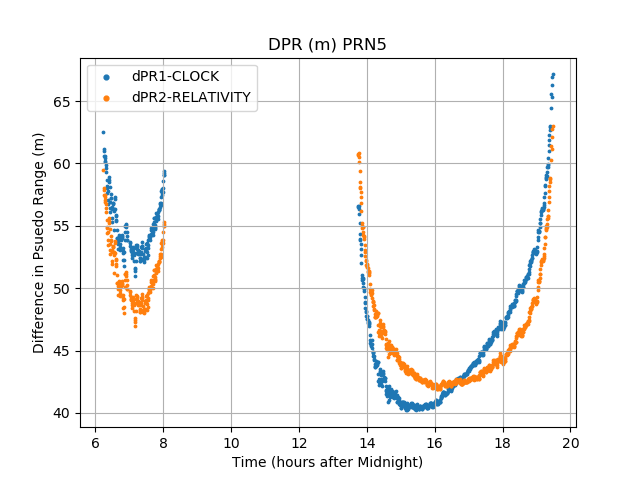 DPR (m) PRN5
dPR1-CLOCK
dPR2-RELATIVITY
Difference in Psuedo Range (m)
65
60
55
50
45
40
6 8 10 12 14 16 18 20
Time (hours after Midnight)